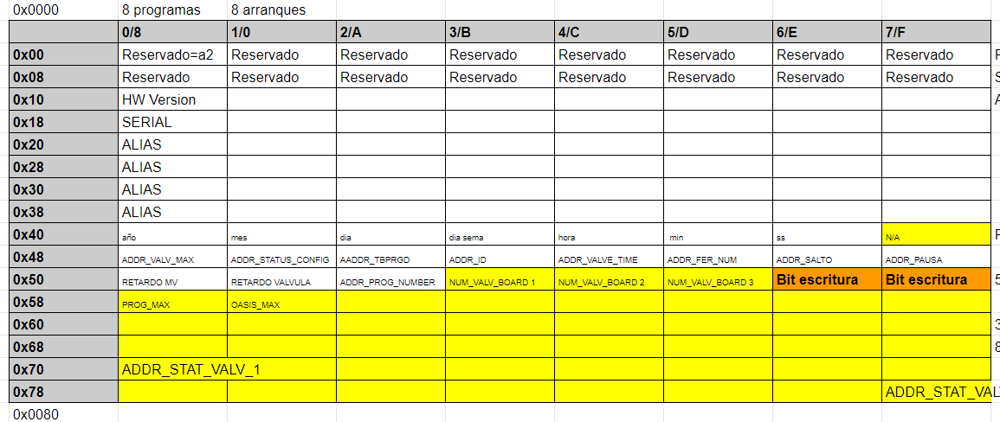 0x0000 8 programas 8 arranques
0/8 1/0 2/A 3/B 4/C 5/D 6/E 7/F
0x00 Reservado=a2 Reservado Reservado Reservado Reservado Reservado Reservado Reservado
0x08 Reservado Reservado Reservado Reservado Reservado Reservado Reservado Reservado
0x10 HW Version
0x18 SERIAL
0x20 ALIAS
0x28 ALIAS
0x30 ALIAS
0x38 ALIAS
0x40 año mes dia dia sema hora min ss N/A
0x48 ADDR_VALV_MAX ADDR_STATUS_CONFIG AADDR_TBPRGD ADDR_ID ADDR_VALVE_TIME ADDR_FER_NUM ADDR_SALTO ADDR_PAUSA
0x50 RETARDO MV RETARDO VALVULA ADDR_PROG_NUMBER NUM_VALV_BOARD 1 NUM_VALV_BOARD 2 NUM_VALV_BOARD 3 Bit escritura Bit escritura 5
0x58 PROG_MAX OASIS_MAX
0x60 3
0x68 8
0x70 ADDR_STAT_VALV_1
0x78 ADDR_STAT_VAL
0x0080